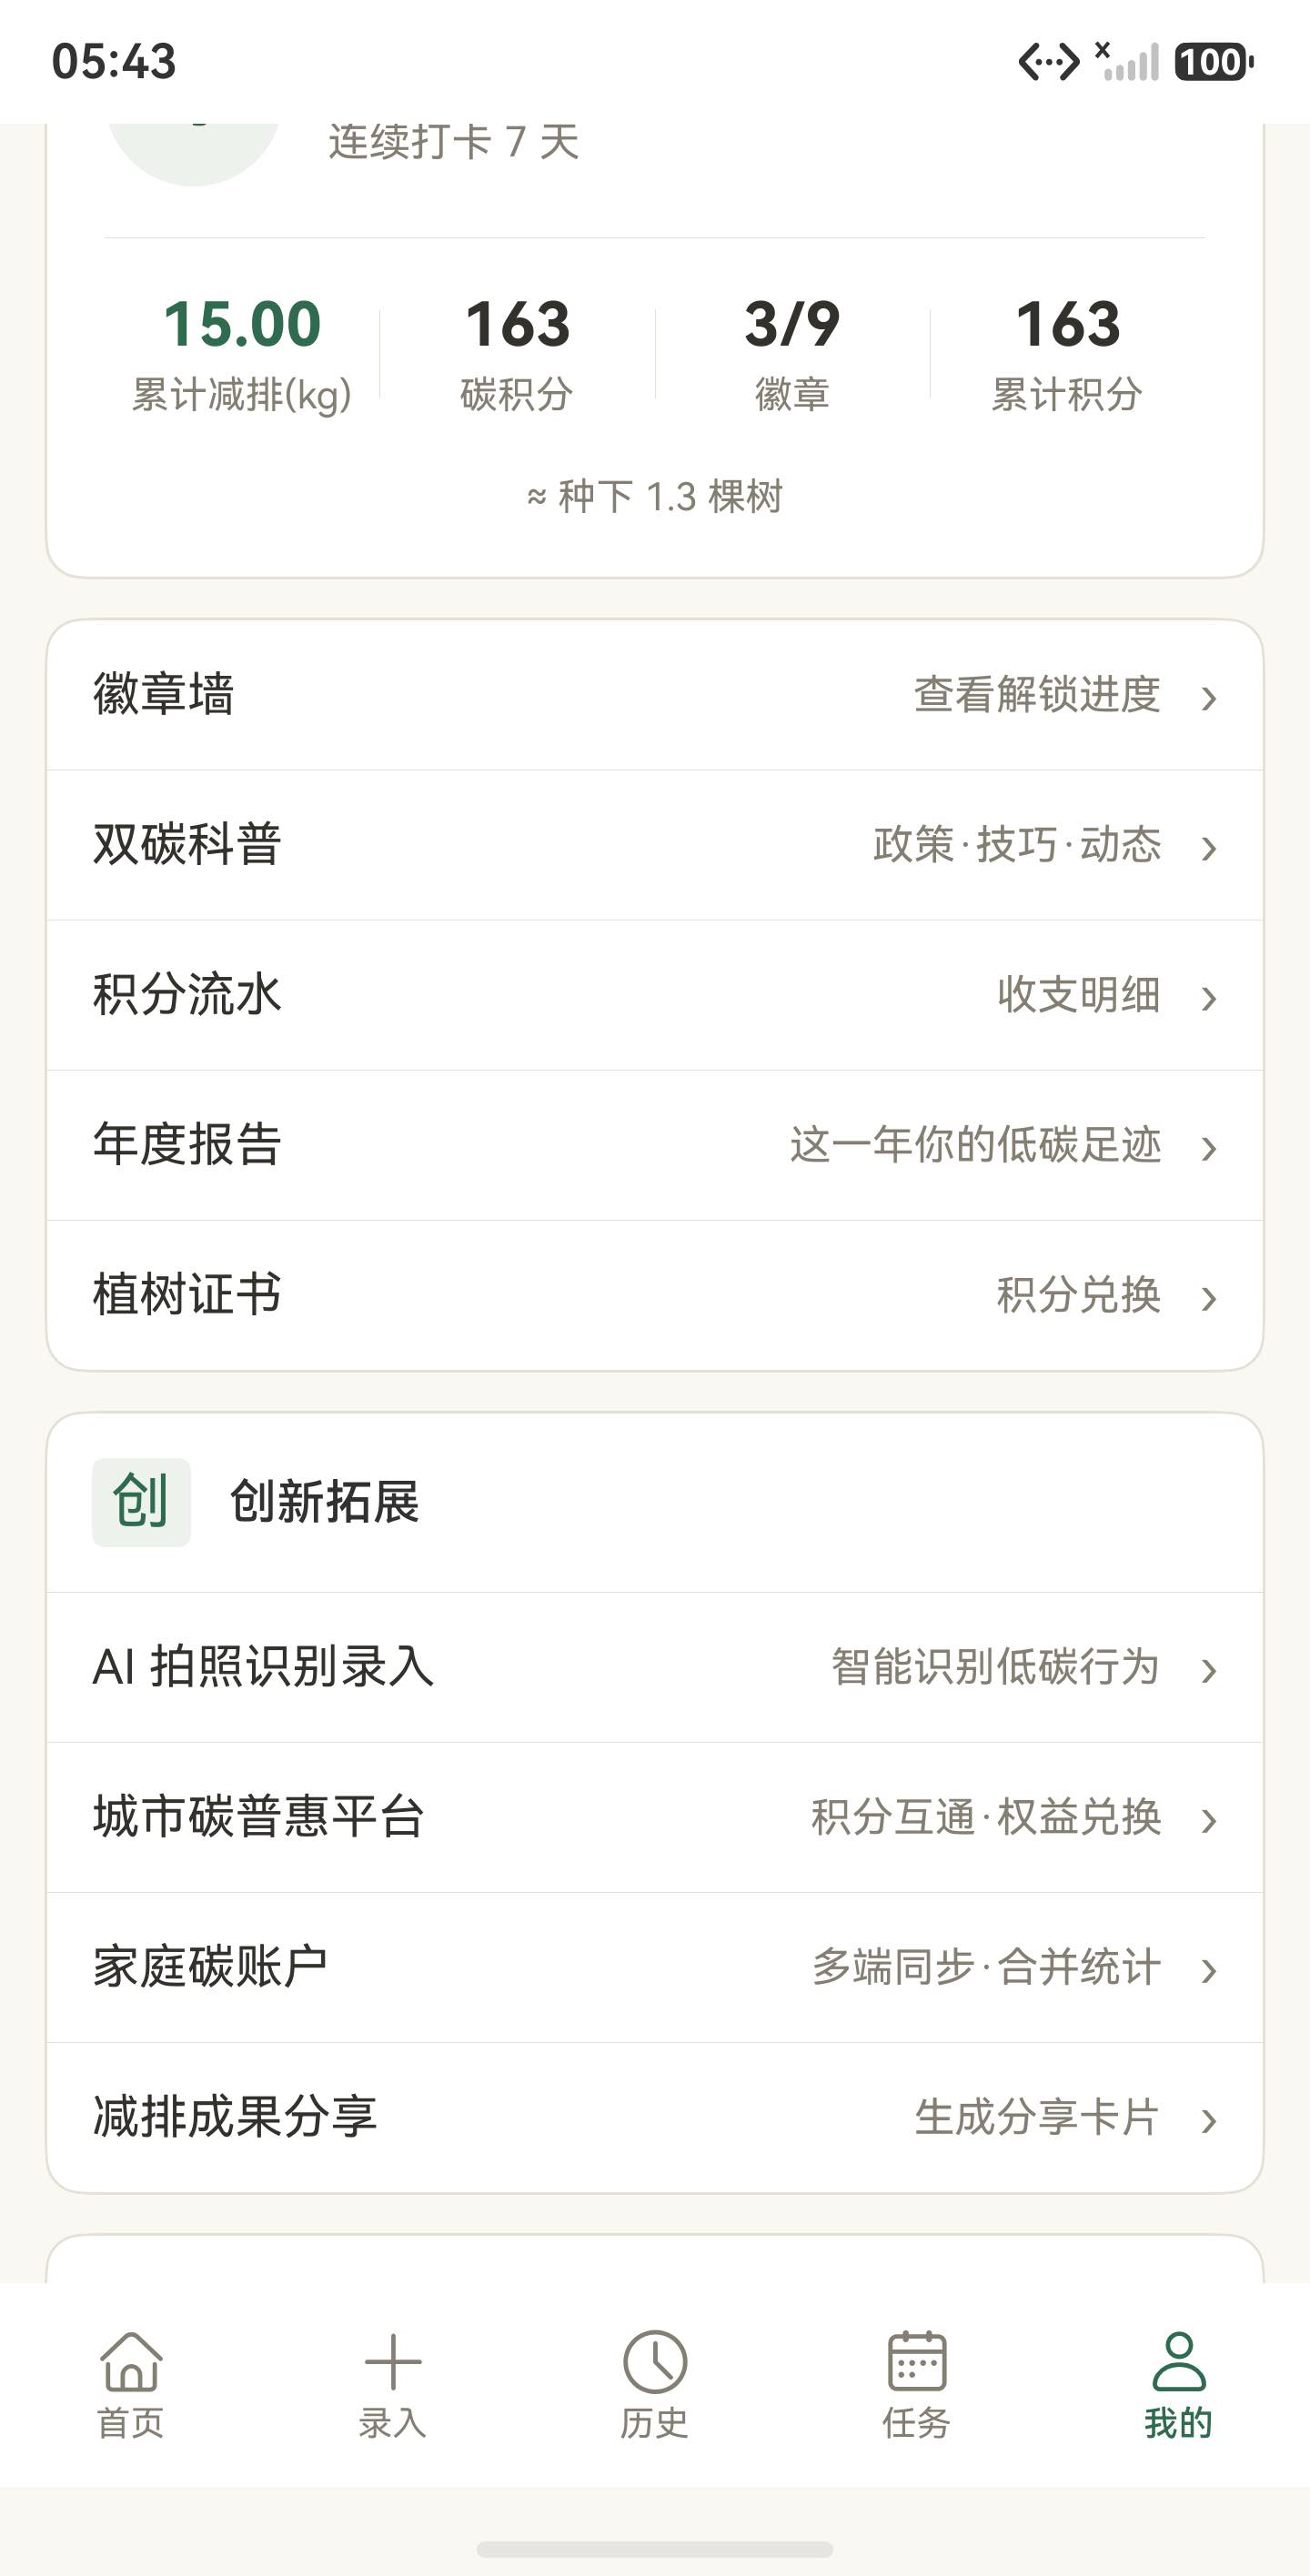 05:43
100
连续打卡 7 天
15.00 163 3/9 163
累计减排(kg) 碳积分 徽章 累计积分
≈ 种下 1.3 棵树
徽章墙 查看解锁进度 ›
双碳科普 政策·技巧·动态 ›
积分流水 收支明细 ›
年度报告 这一年你的低碳足迹 ›
植树证书 积分兑换 ›
创 创新拓展
AI 拍照识别录入 智能识别低碳行为 ›
城市碳普惠平台 积分互通·权益兑换 ›
家庭碳账户 多端同步·合并统计 ›
减排成果分享 生成分享卡片 ›
首页 录入 历史 任务 我的